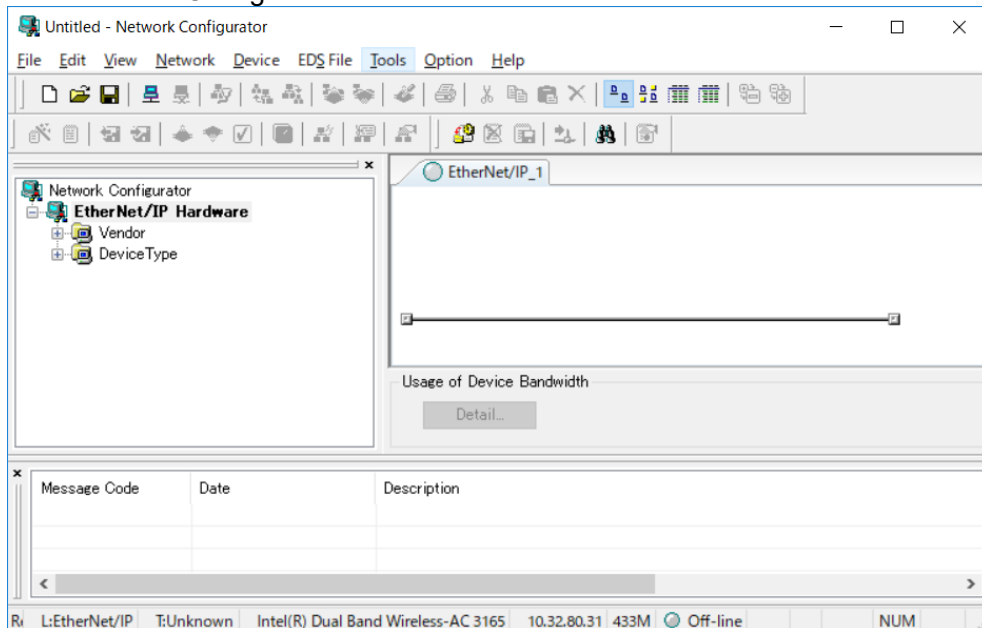 Untitled - Network Configurator
File Edit View Network Device EDS File Tools Option Help
EtherNet/IP_1
Network Configurator
EtherNet/IP Hardware
Vendor
DeviceType
Usage of Device Bandwidth
Detail...
Message Code Date Description
L:EtherNet/IP T:Unknown Intel(R) Dual Band Wireless-AC 3165 10.32.80.31 433M Off-line NUM